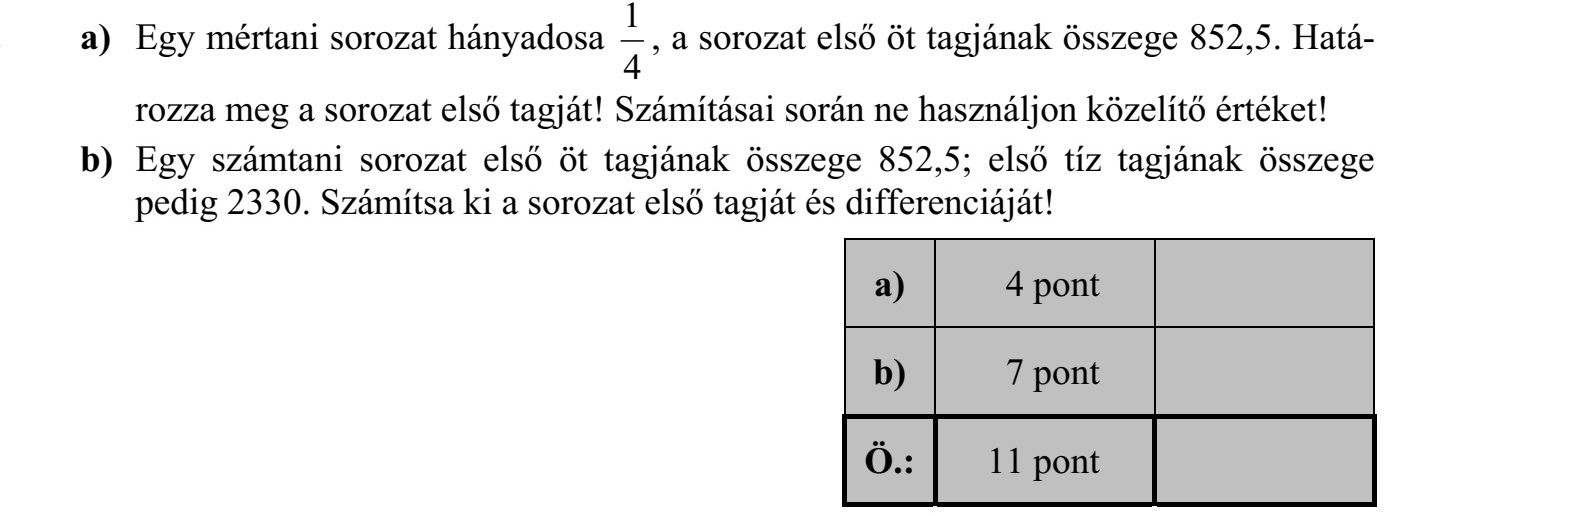 a) Egy mértani sorozat hányadosa 1/4, a sorozat első öt tagjának összege 852,5. Hatá-
rozza meg a sorozat első tagját! Számításai során ne használjon közelítő értéket!
b) Egy számtani sorozat első öt tagjának összege 852,5; első tíz tagjának összege
pedig 2330. Számítsa ki a sorozat első tagját és differenciáját!
a) 4 pont
b) 7 pont
Ö.: 11 pont